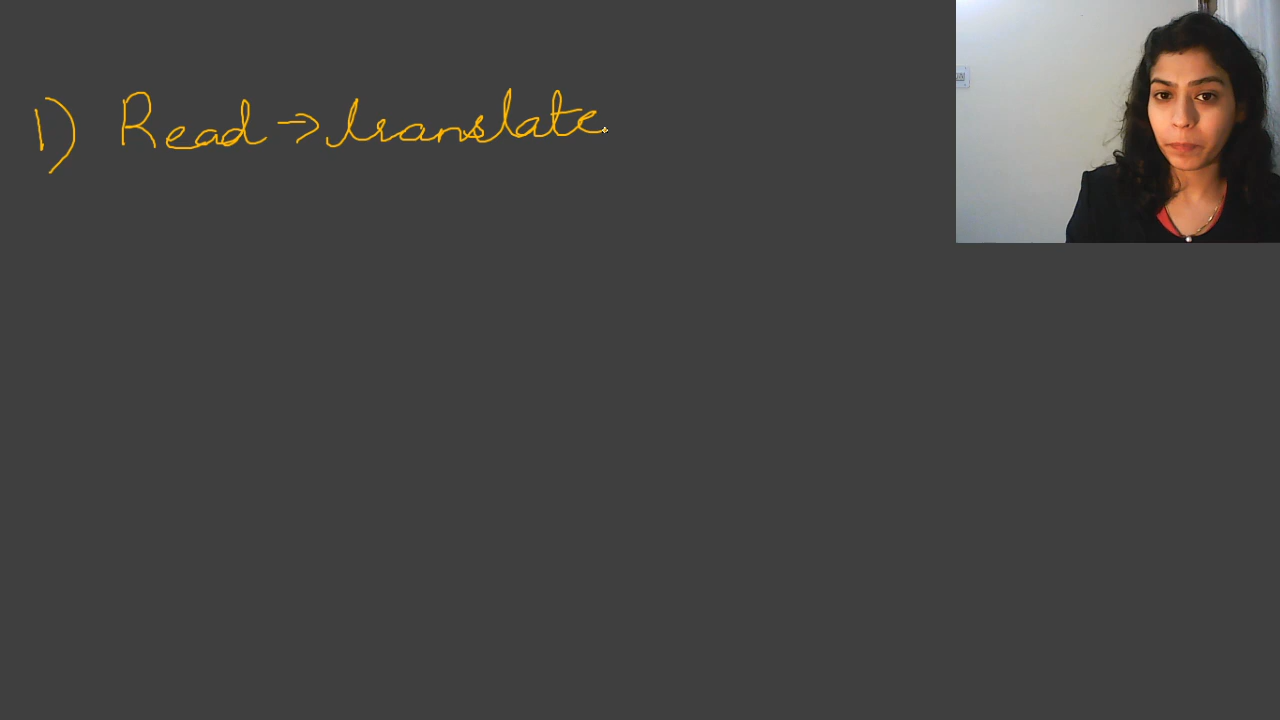 1) Read → translate